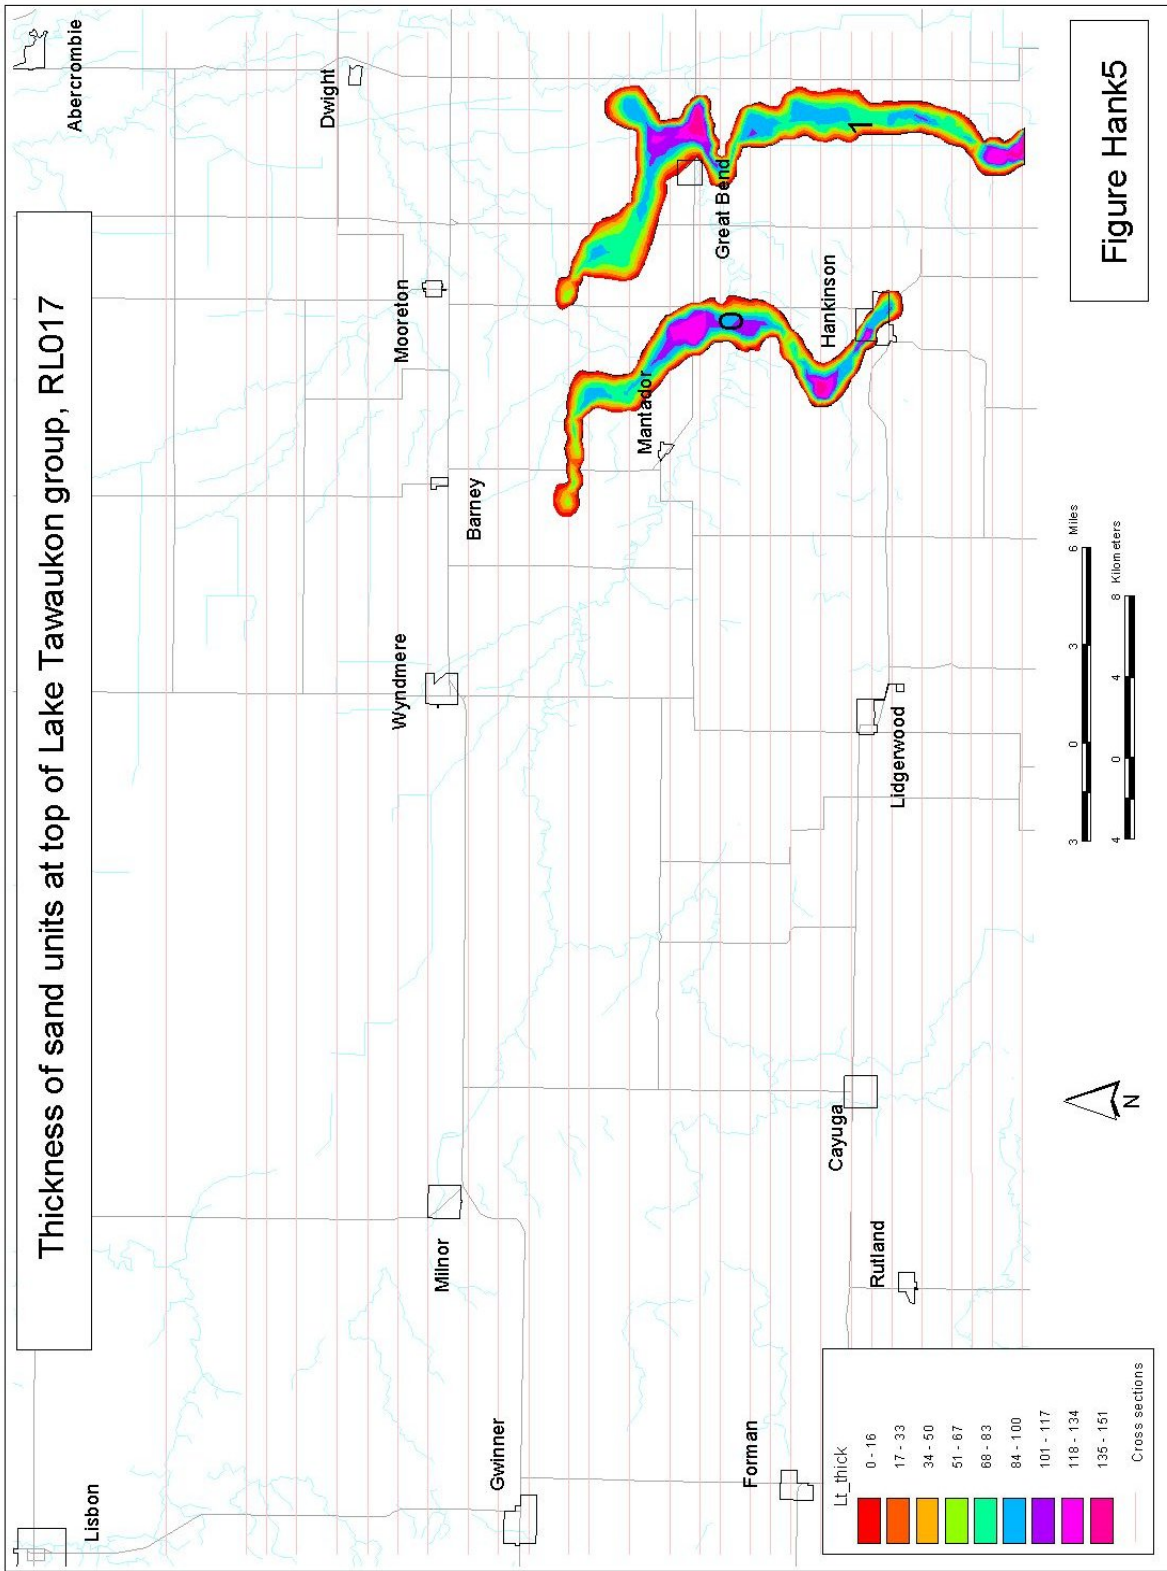 Thickness of sand units at top of Lake Tawaukon group, RL017
Lisbon
Abercrombie
Dwight
Mooreton
Barney
Wyndmere
Milnor
Gwinner
Great Bend
Mantador
Hankinson
0
1
Forman
Rutland
Cayuga
Lidgerwood
Lt_thick
0 - 16
17 - 33
34 - 50
51 - 67
68 - 83
84 - 100
101 - 117
118 - 134
135 - 151
Cross sections
N
3 0 3 6 Miles
4 0 4 8 Kilometers
Figure Hank5